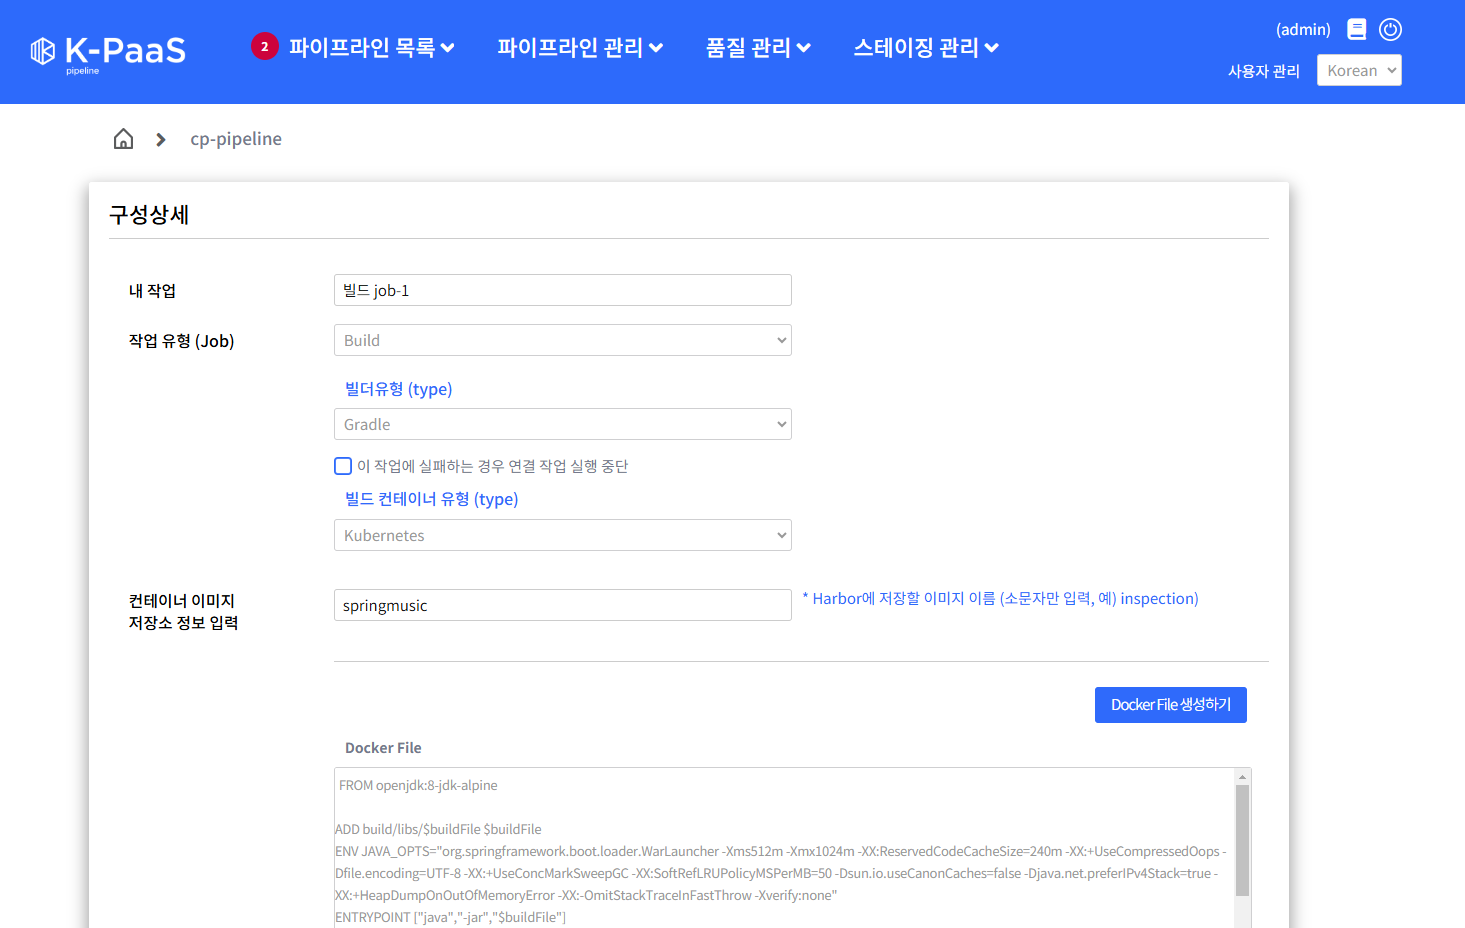 K-PaaS
pipeline
2
파이프라인 목록
파이프라인 관리
품질 관리
스테이징 관리
(admin)
사용자 관리
Korean
cp-pipeline
구성상세
내 작업
빌드 job-1
작업 유형 (Job)
Build
빌더유형 (type)
Gradle
이 작업에 실패하는 경우 연결 작업 실행 중단
빌드 컨테이너 유형 (type)
Kubernetes
컨테이너 이미지
저장소 정보 입력
springmusic
* Harbor에 저장할 이미지 이름 (소문자만 입력, 예) inspection)
Docker File 생성하기
Docker File
FROM openjdk:8-jdk-alpine
ADD build/libs/$buildFile $buildFile
ENV JAVA_OPTS="org.springframework.boot.loader.WarLauncher -Xms512m -Xmx1024m -XX:ReservedCodeCacheSize=240m -XX:+UseCompressedOops -
Dfile.encoding=UTF-8 -XX:+UseConcMarkSweepGC -XX:SoftRefLRUPolicyMSPerMB=50 -Dsun.io.useCanonCaches=false -Djava.net.preferIPv4Stack=true -
XX:+HeapDumpOnOutOfMemoryError -XX:-OmitStackTraceInFastThrow -Xverify:none"
ENTRYPOINT ["java","-jar","$buildFile"]